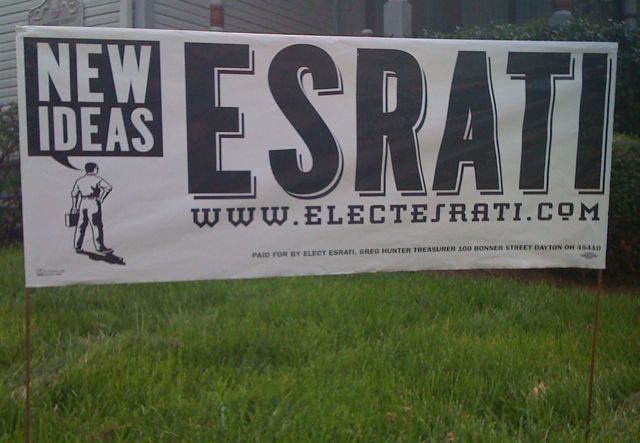 NEW
IDEAS
ESRATI
WWW.ELECTESRATI.COM
PAID FOR BY ELECT ESRATI, GREG HUNTER TREASURER 100 BONNER STREET DAYTON OH 45410